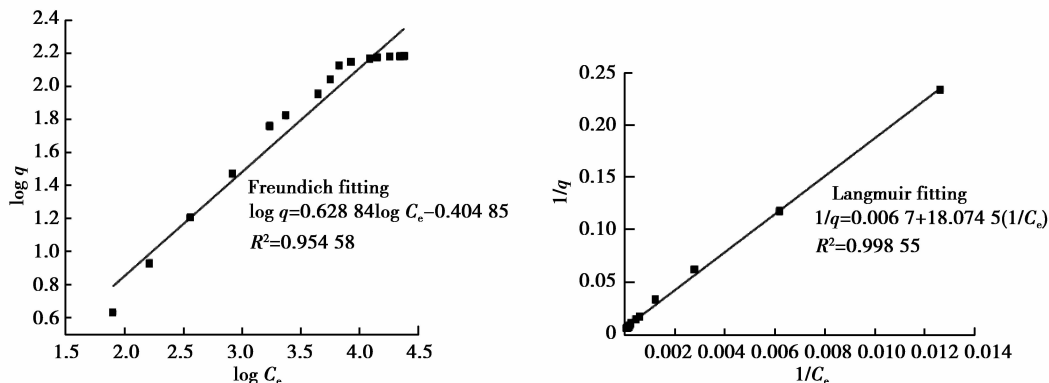 2.4
2.2
2.0
1.8
1.6
1.4
1.2
1.0
0.8
0.6
log q
Freundich fitting
log q=0.628 84log Cₑ−0.404 85
R²=0.954 58
1.5 2.0 2.5 3.0 3.5 4.0 4.5
log Cₑ
0.25
0.20
0.15
0.10
0.05
0
1/q
Langmuir fitting
1/q=0.006 7+18.074 5(1/Cₑ)
R²=0.998 55
0.002 0.004 0.006 0.008 0.010 0.012 0.014
1/Cₑ